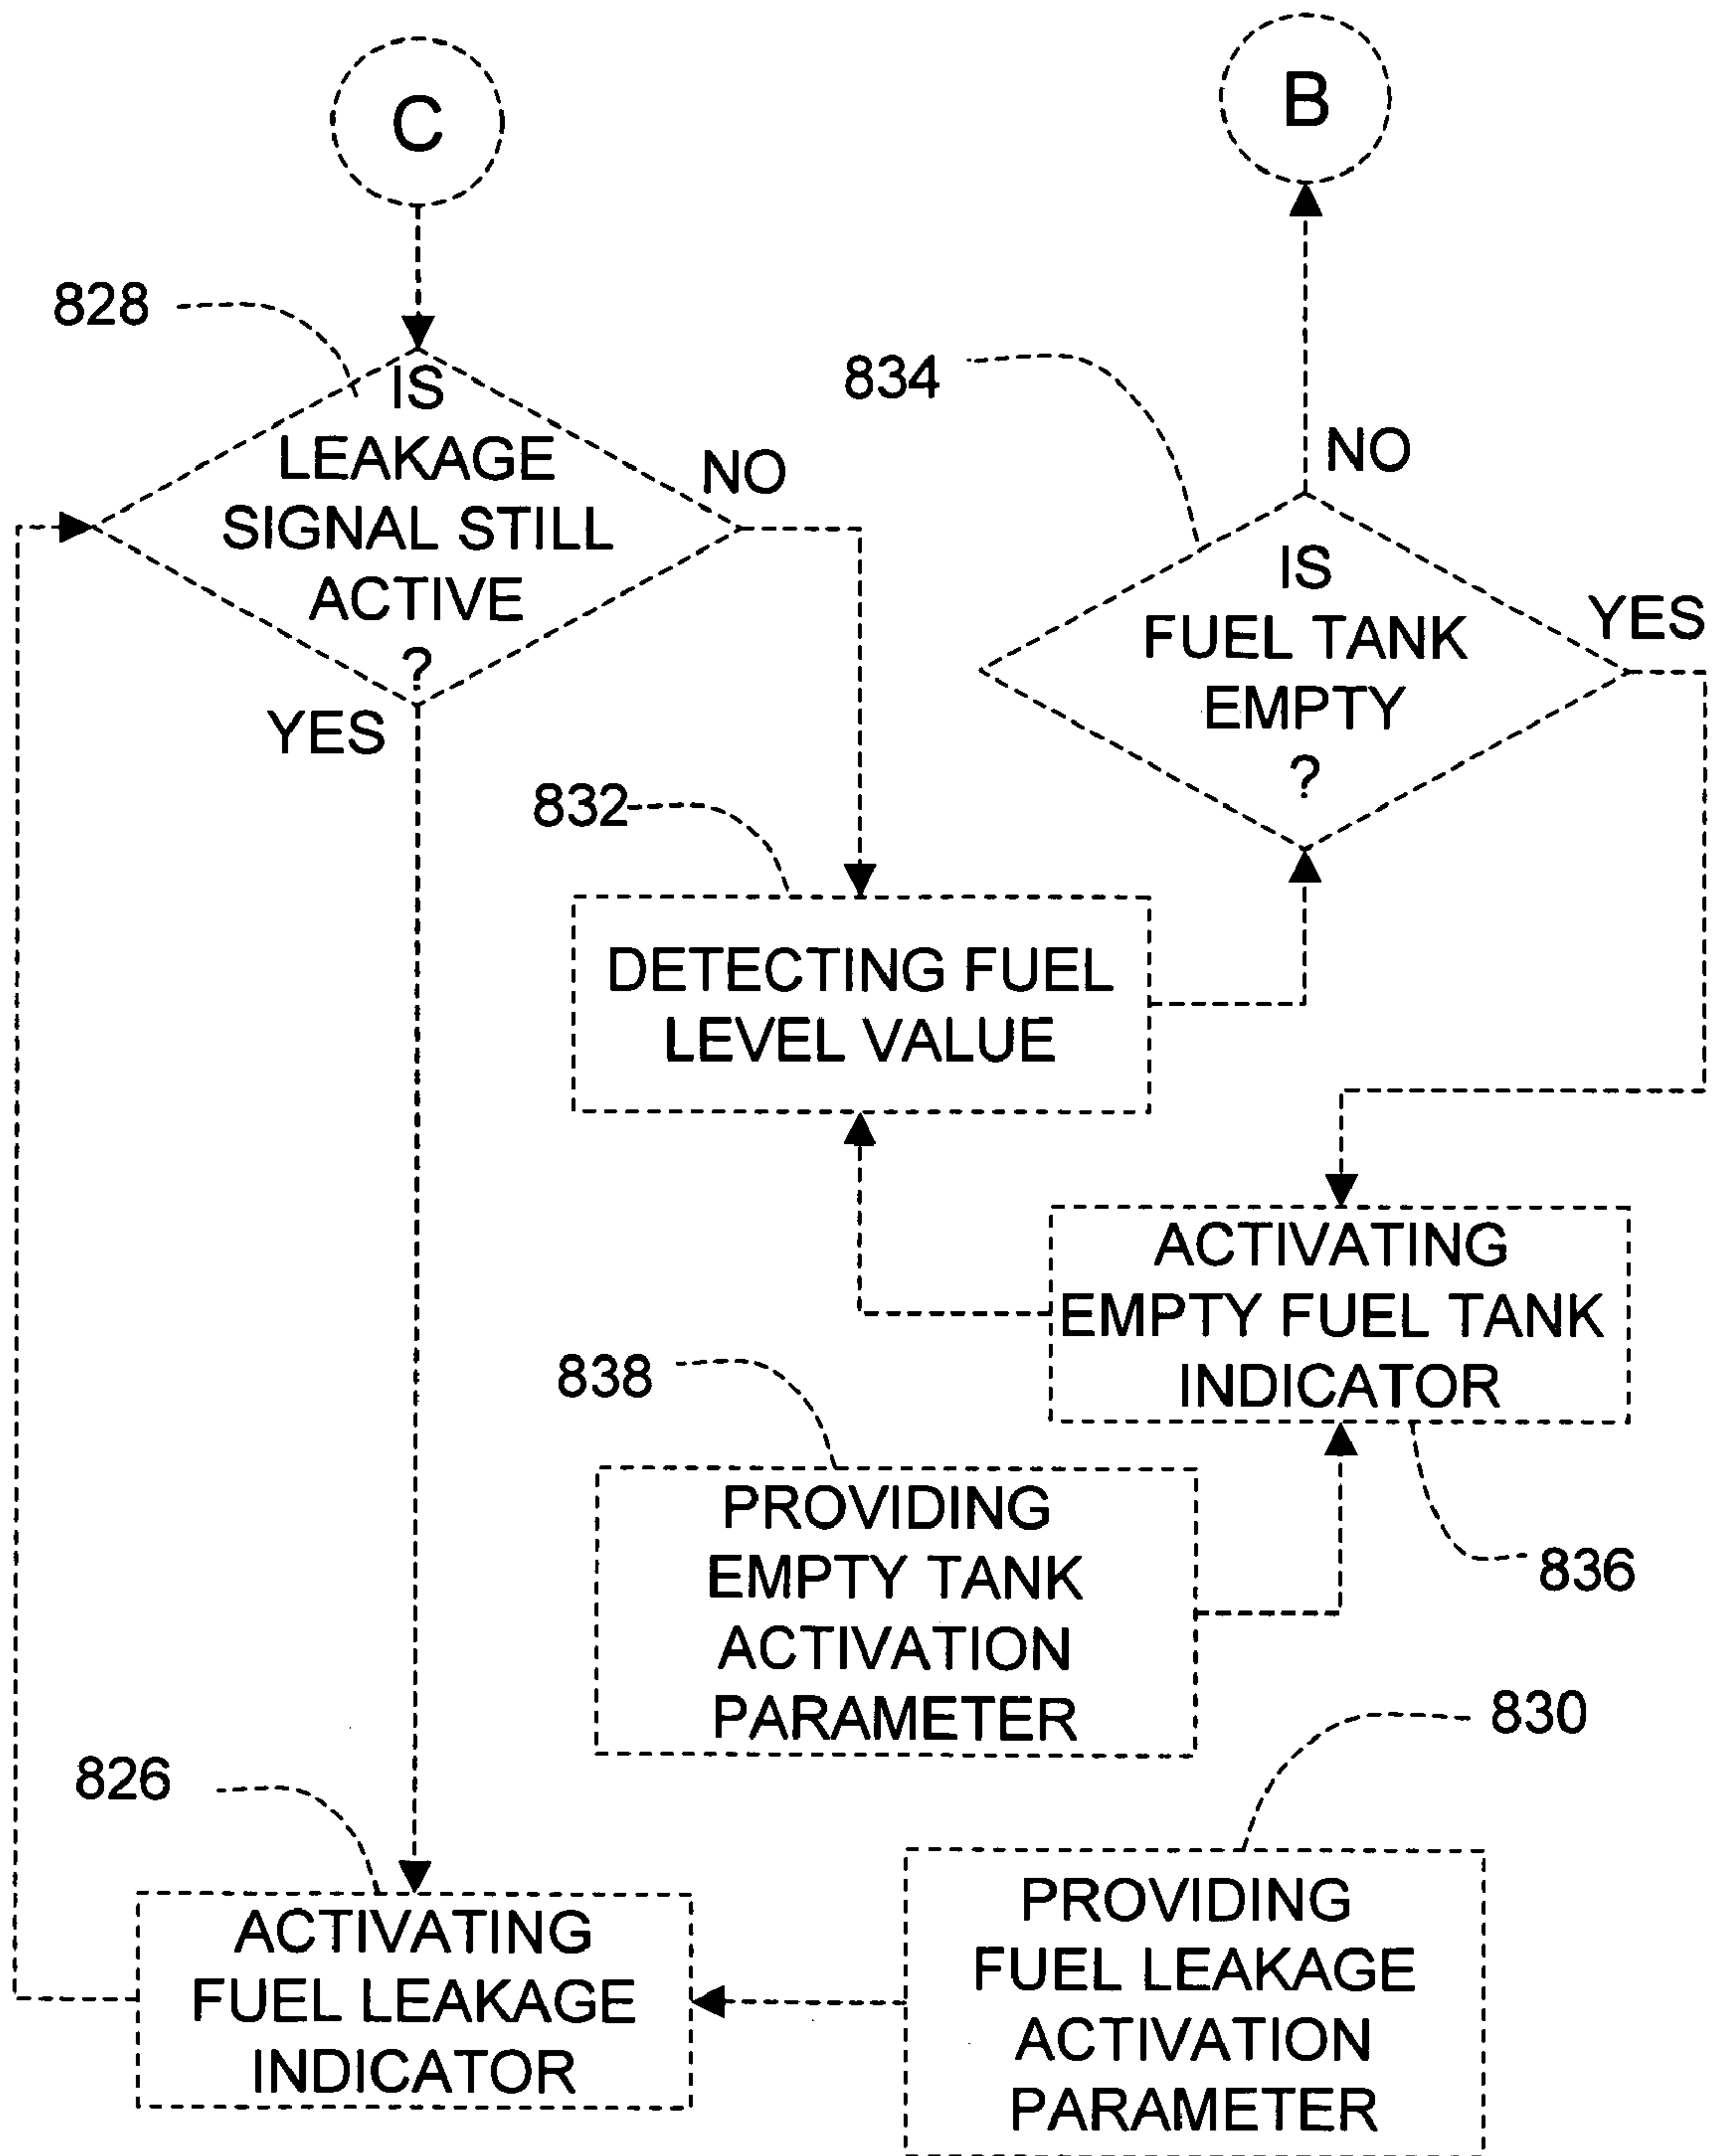 C
B
828
IS
LEAKAGE
SIGNAL STILL
ACTIVE
?
NO
YES
834
NO
IS
FUEL TANK
EMPTY
?
YES
832
DETECTING FUEL
LEVEL VALUE
ACTIVATING
EMPTY FUEL TANK
INDICATOR
836
838
PROVIDING
EMPTY TANK
ACTIVATION
PARAMETER
826
ACTIVATING
FUEL LEAKAGE
INDICATOR
830
PROVIDING
FUEL LEAKAGE
ACTIVATION
PARAMETER